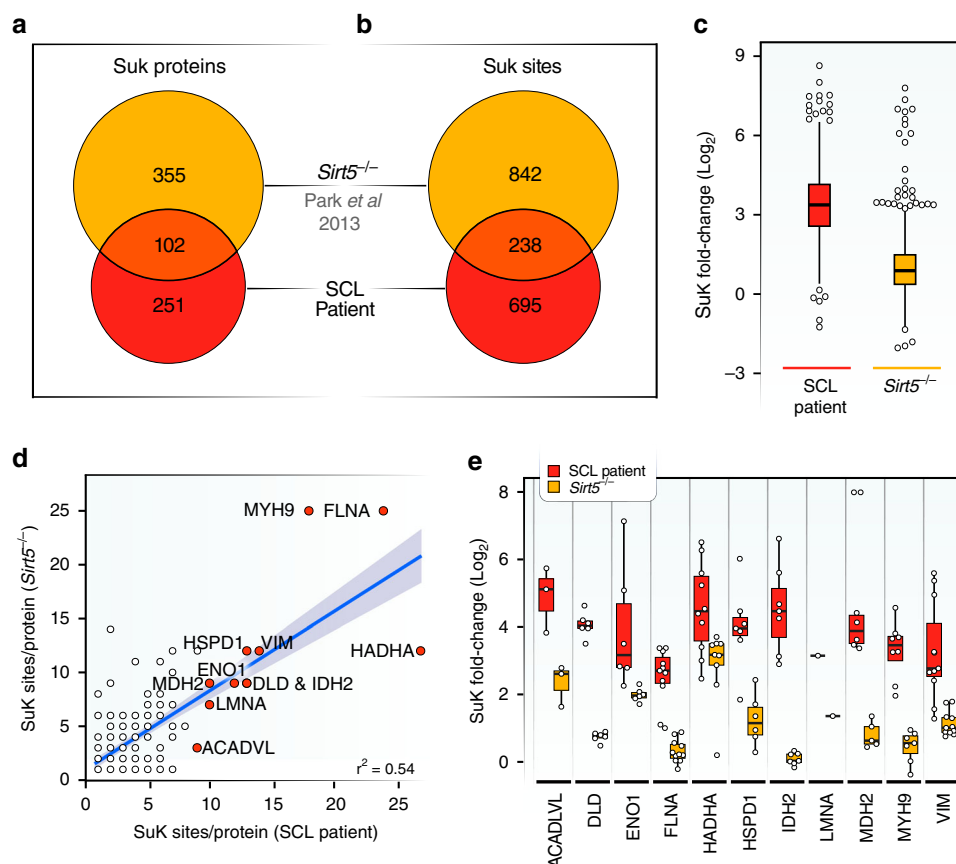 a
b
c
Suk proteins
Suk sites
355
102
251
842
238
695
Sirt5–/–
Park et al
2013
SCL
Patient
SuK fold-change (Log2)
9
6
3
0
–3
SCL
patient
Sirt5–/–
d
SuK sites/protein (Sirt5–/–)
25
20
15
10
5
0
MYH9
FLNA
HSPD1
VIM
HADHA
ENO1
MDH2
DLD & IDH2
LMNA
ACADVL
r2 = 0.54
0 5 10 15 20 25
SuK sites/protein (SCL patient)
e
SCL patient
Sirt5–/–
SuK fold-change (Log2)
8
6
4
2
0
ACADLVL
DLD
ENO1
FLNA
HADHA
HSPD1
IDH2
LMNA
MDH2
MYH9
VIM